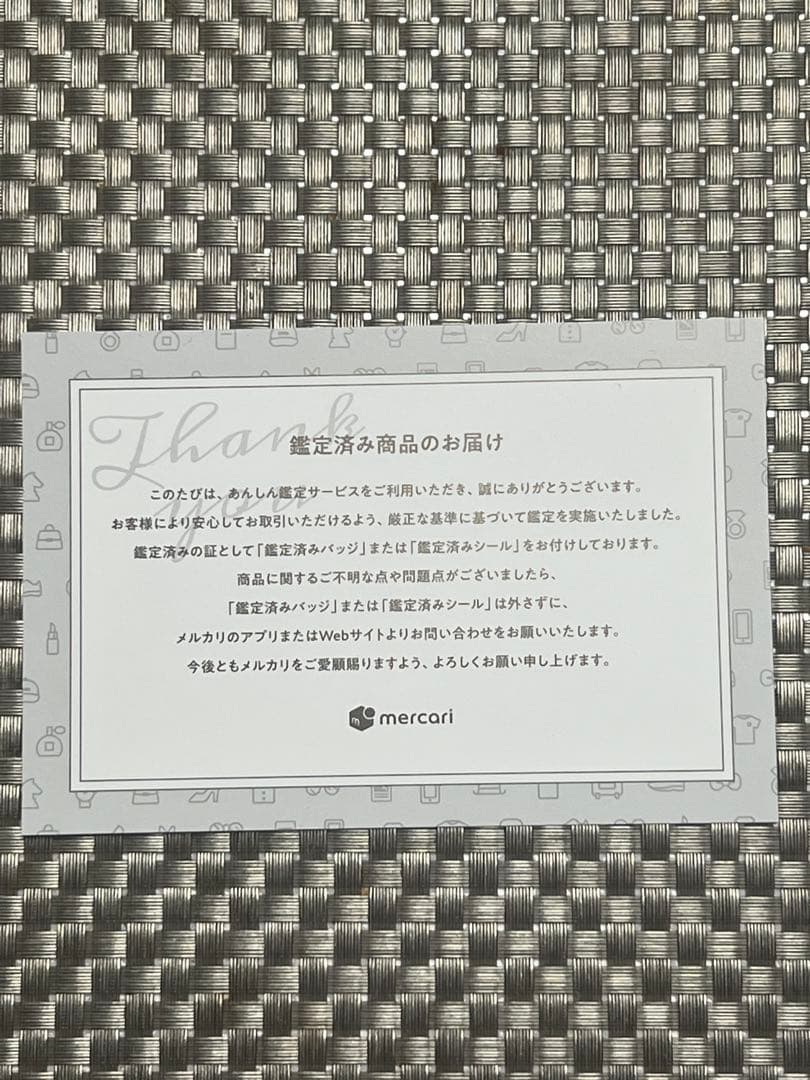 Thank you
鑑定済み商品のお届け
このたびは、あんしん鑑定サービスをご利用いただき、誠にありがとうございます。
お客様により安心してお取引いただけるよう、厳正な基準に基づいて鑑定を実施いたしました。
鑑定済みの証として「鑑定済みバッジ」または「鑑定済みシール」をお付けしております。
商品に関するご不明な点や問題点がございましたら、
「鑑定済みバッジ」または「鑑定済みシール」は外さずに、
メルカリのアプリまたはWebサイトよりお問い合わせをお願いいたします。
今後ともメルカリをご愛顧賜りますよう、よろしくお願い申し上げます。
mercari